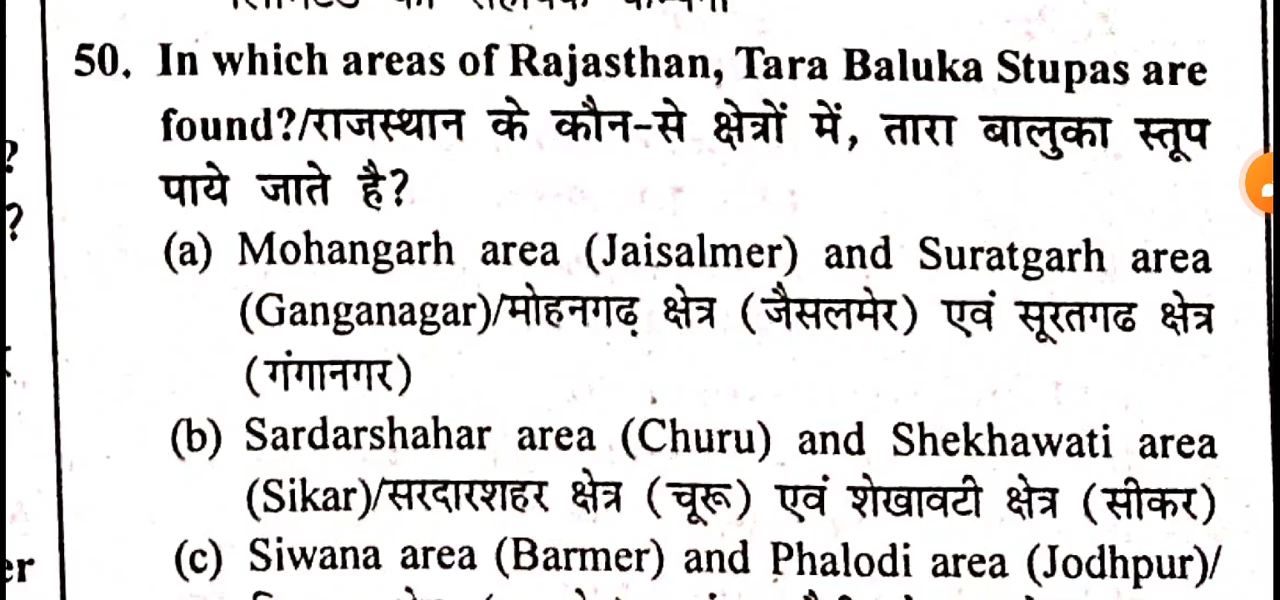 50. In which areas of Rajasthan, Tara Baluka Stupas are
found?/राजस्थान के कौन-से क्षेत्रों में, तारा बालुका स्तूप
?
पाये जाते है?
?
(a) Mohangarh area (Jaisalmer) and Suratgarh area
(Ganganagar)/मोहनगढ़ क्षेत्र (जैसलमेर) एवं सूरतगढ क्षेत्र
(गंगानगर)
(b) Sardarshahar area (Churu) and Shekhawati area
(Sikar)/सरदारशहर क्षेत्र (चूरू) एवं शेखावटी क्षेत्र (सीकर)
er
(c) Siwana area (Barmer) and Phalodi area (Jodhpur)/